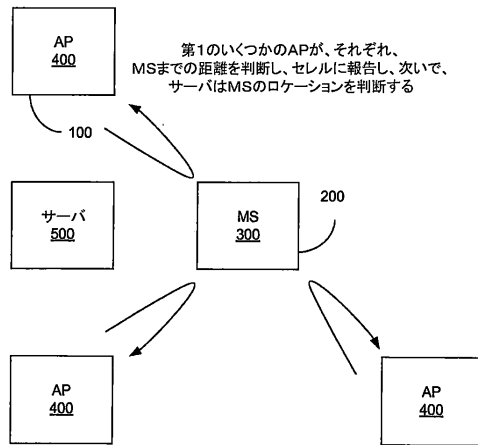 AP
400
第1のいくつかのAPが、それぞれ、
MSまでの距離を判断し、セレルに報告し、次いで、
サーバはMSのロケーションを判断する
100
サーバ
500
MS
300
200
AP
400
AP
400